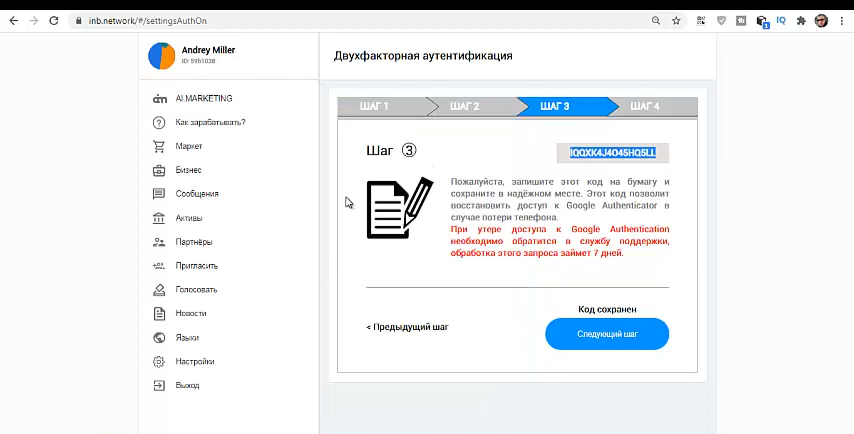 inb.network/#/settingsAuthOn
Andrey Miller
ID: 59b1038
Двухфакторная аутентификация
AI.MARKETING
Как зарабатывать?
Маркет
Бизнес
Сообщения
Активы
Партнёры
Пригласить
Голосовать
Новости
Языки
Настройки
Выход
ШАГ 1
ШАГ 2
ШАГ 3
ШАГ 4
Шаг ③
Пожалуйста, запишите этот код на бумагу и
сохраните в надёжном месте. Этот код позволит
восстановить доступ к Google Authenticator в
случае потери телефона.
При утере доступа к Google Authentication
необходимо обратится в службу поддержки,
обработка этого запроса займет 7 дней.
Код сохранен
< Предыдущий шаг
Следующий шаг